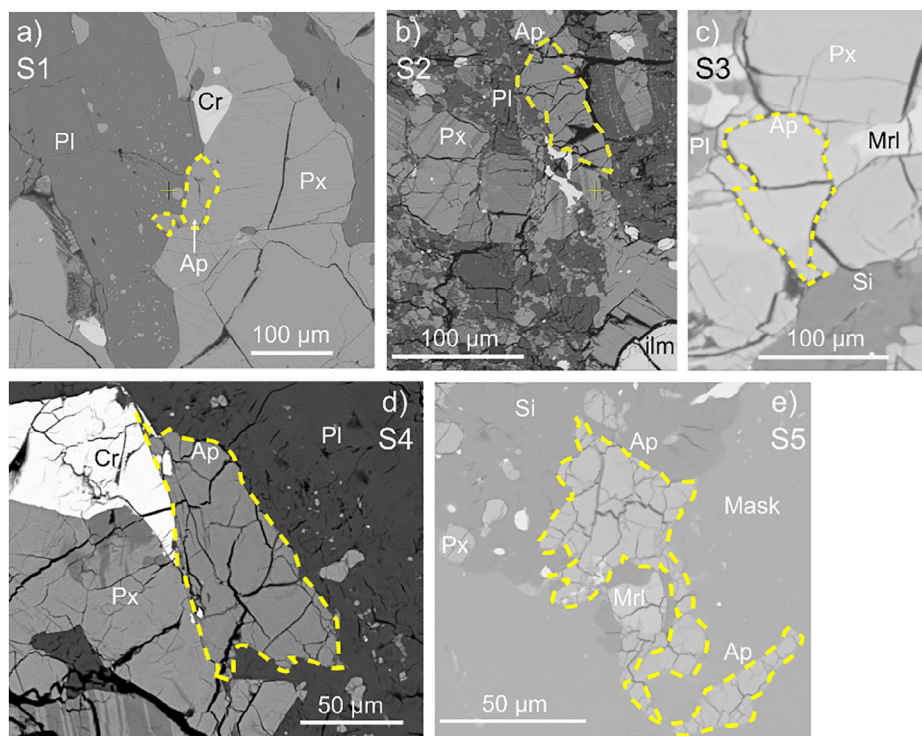 a)
S1
Cr
Pl
Px
Ap
100 µm
b)
S2
Ap
Pl
Px
100 µm
ilm
c)
S3
Px
Ap
Mrl
Pl
Si
100 µm
d)
S4
Cr
Ap
Pl
Px
50 µm
e)
S5
Si
Ap
Mask
Px
Mrl
Ap
50 µm